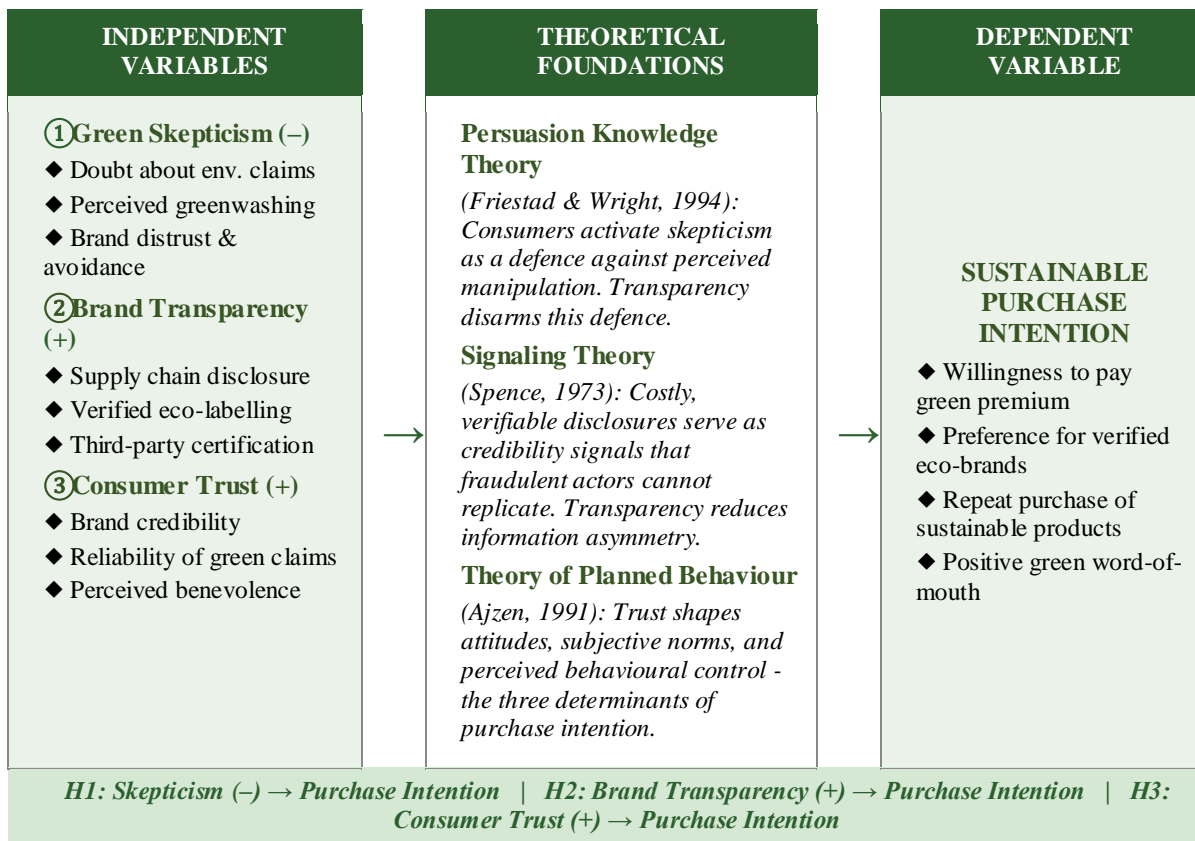 INDEPENDENT
VARIABLES
①Green Skepticism (–)
◆ Doubt about env. claims
◆ Perceived greenwashing
◆ Brand distrust &
avoidance
②Brand Transparency
(+)
◆ Supply chain disclosure
◆ Verified eco-labelling
◆ Third-party certification
③Consumer Trust (+)
◆ Brand credibility
◆ Reliability of green claims
◆ Perceived benevolence
→
THEORETICAL
FOUNDATIONS
Persuasion Knowledge
Theory
(Friestad & Wright, 1994):
Consumers activate skepticism
as a defence against perceived
manipulation. Transparency
disarms this defence.
Signaling Theory
(Spence, 1973): Costly,
verifiable disclosures serve as
credibility signals that
fraudulent actors cannot
replicate. Transparency reduces
information asymmetry.
Theory of Planned Behaviour
(Ajzen, 1991): Trust shapes
attitudes, subjective norms, and
perceived behavioural control -
the three determinants of
purchase intention.
→
DEPENDENT
VARIABLE
SUSTAINABLE
PURCHASE
INTENTION
◆ Willingness to pay
green premium
◆ Preference for verified
eco-brands
◆ Repeat purchase of
sustainable products
◆ Positive green word-of-
mouth
H1: Skepticism (–) → Purchase Intention | H2: Brand Transparency (+) → Purchase Intention | H3:
Consumer Trust (+) → Purchase Intention